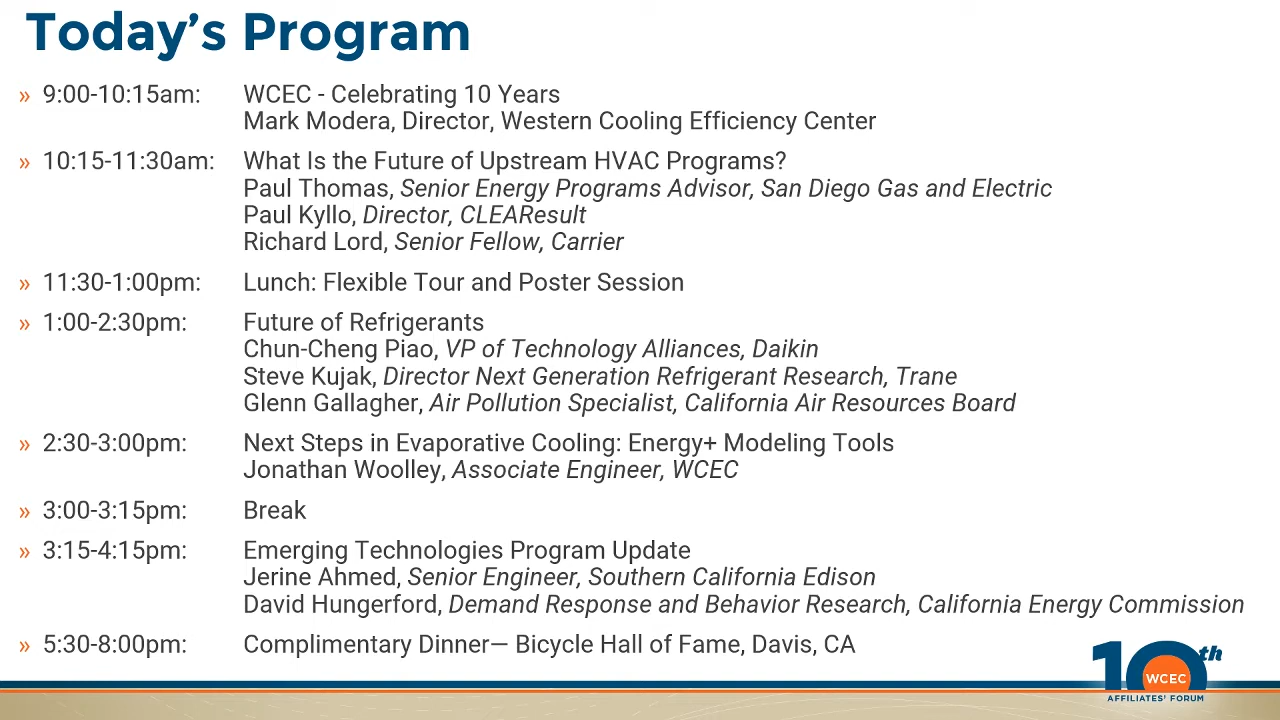 Today's Program
» 9:00-10:15am: WCEC - Celebrating 10 Years
Mark Modera, Director, Western Cooling Efficiency Center
» 10:15-11:30am: What Is the Future of Upstream HVAC Programs?
Paul Thomas, Senior Energy Programs Advisor, San Diego Gas and Electric
Paul Kyllo, Director, CLEAResult
Richard Lord, Senior Fellow, Carrier
» 11:30-1:00pm: Lunch: Flexible Tour and Poster Session
» 1:00-2:30pm: Future of Refrigerants
Chun-Cheng Piao, VP of Technology Alliances, Daikin
Steve Kujak, Director Next Generation Refrigerant Research, Trane
Glenn Gallagher, Air Pollution Specialist, California Air Resources Board
» 2:30-3:00pm: Next Steps in Evaporative Cooling: Energy+ Modeling Tools
Jonathan Woolley, Associate Engineer, WCEC
» 3:00-3:15pm: Break
» 3:15-4:15pm: Emerging Technologies Program Update
Jerine Ahmed, Senior Engineer, Southern California Edison
David Hungerford, Demand Response and Behavior Research, California Energy Commission
» 5:30-8:00pm: Complimentary Dinner— Bicycle Hall of Fame, Davis, CA
10th
WCEC
AFFILIATES' FORUM